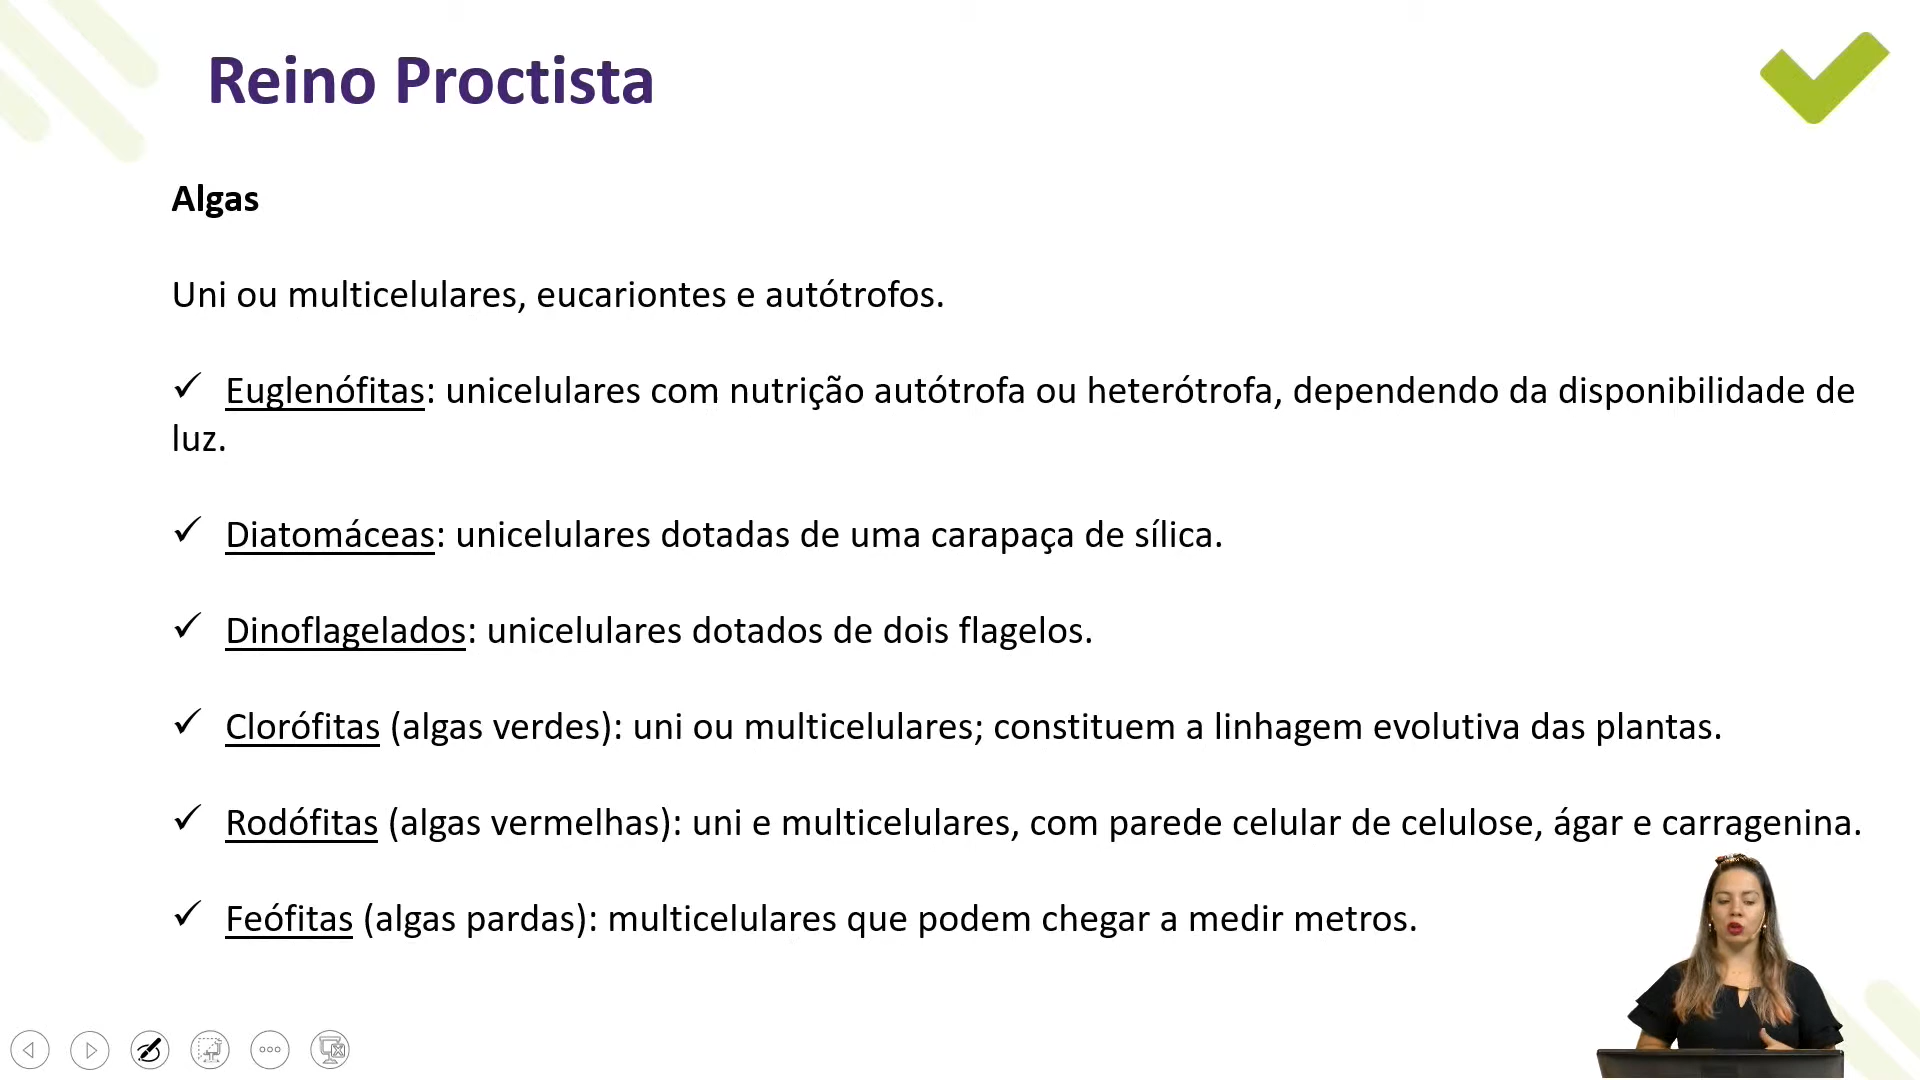 Reino Proctista
Algas
Uni ou multicelulares, eucariontes e autótrofos.
✓ Euglenófitas: unicelulares com nutrição autótrofa ou heterótrofa, dependendo da disponibilidade de
luz.
✓ Diatomáceas: unicelulares dotadas de uma carapaça de sílica.
✓ Dinoflagelados: unicelulares dotados de dois flagelos.
✓ Clorófitas (algas verdes): uni ou multicelulares; constituem a linhagem evolutiva das plantas.
✓ Rodófitas (algas vermelhas): uni e multicelulares, com parede celular de celulose, ágar e carragenina.
✓ Feófitas (algas pardas): multicelulares que podem chegar a medir metros.